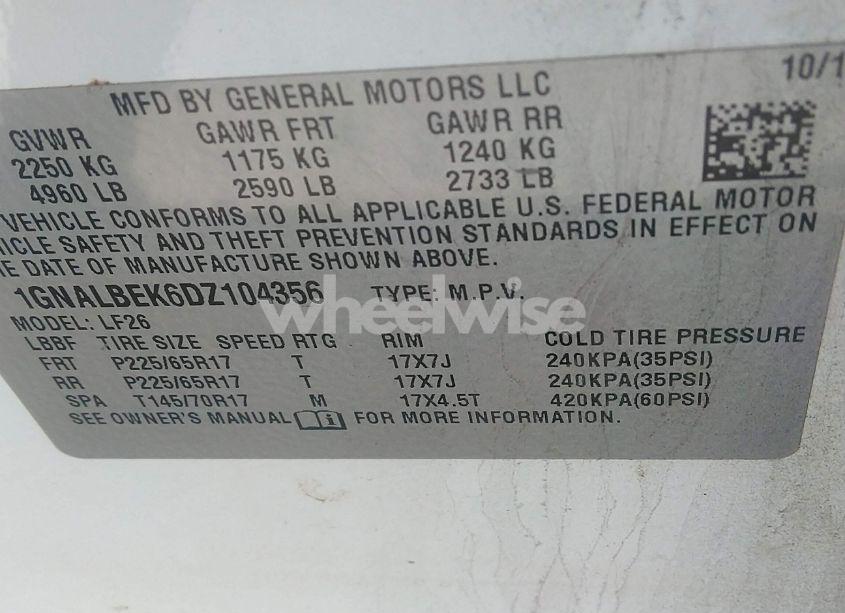 10/1
MFD BY GENERAL MOTORS LLC
GVWR GAWR FRT GAWR RR
2250 KG 1175 KG 1240 KG
4960 LB 2590 LB 2733 LB
VEHICLE CONFORMS TO ALL APPLICABLE U.S. FEDERAL MOTOR
HICLE SAFETY AND THEFT PREVENTION STANDARDS IN EFFECT ON
HE DATE OF MANUFACTURE SHOWN ABOVE.
1GNALBEK6DZ104356 TYPE: M.P.V.
wheelwise
MODEL: LF26
LBBF TIRE SIZE SPEED RTG RIM COLD TIRE PRESSURE
FRT P225/65R17 T 17X7J 240KPA(35PSI)
RR P225/65R17 T 17X7J 240KPA(35PSI)
SPA T145/70R17 M 17X4.5T 420KPA(60PSI)
SEE OWNER'S MANUAL FOR MORE INFORMATION.